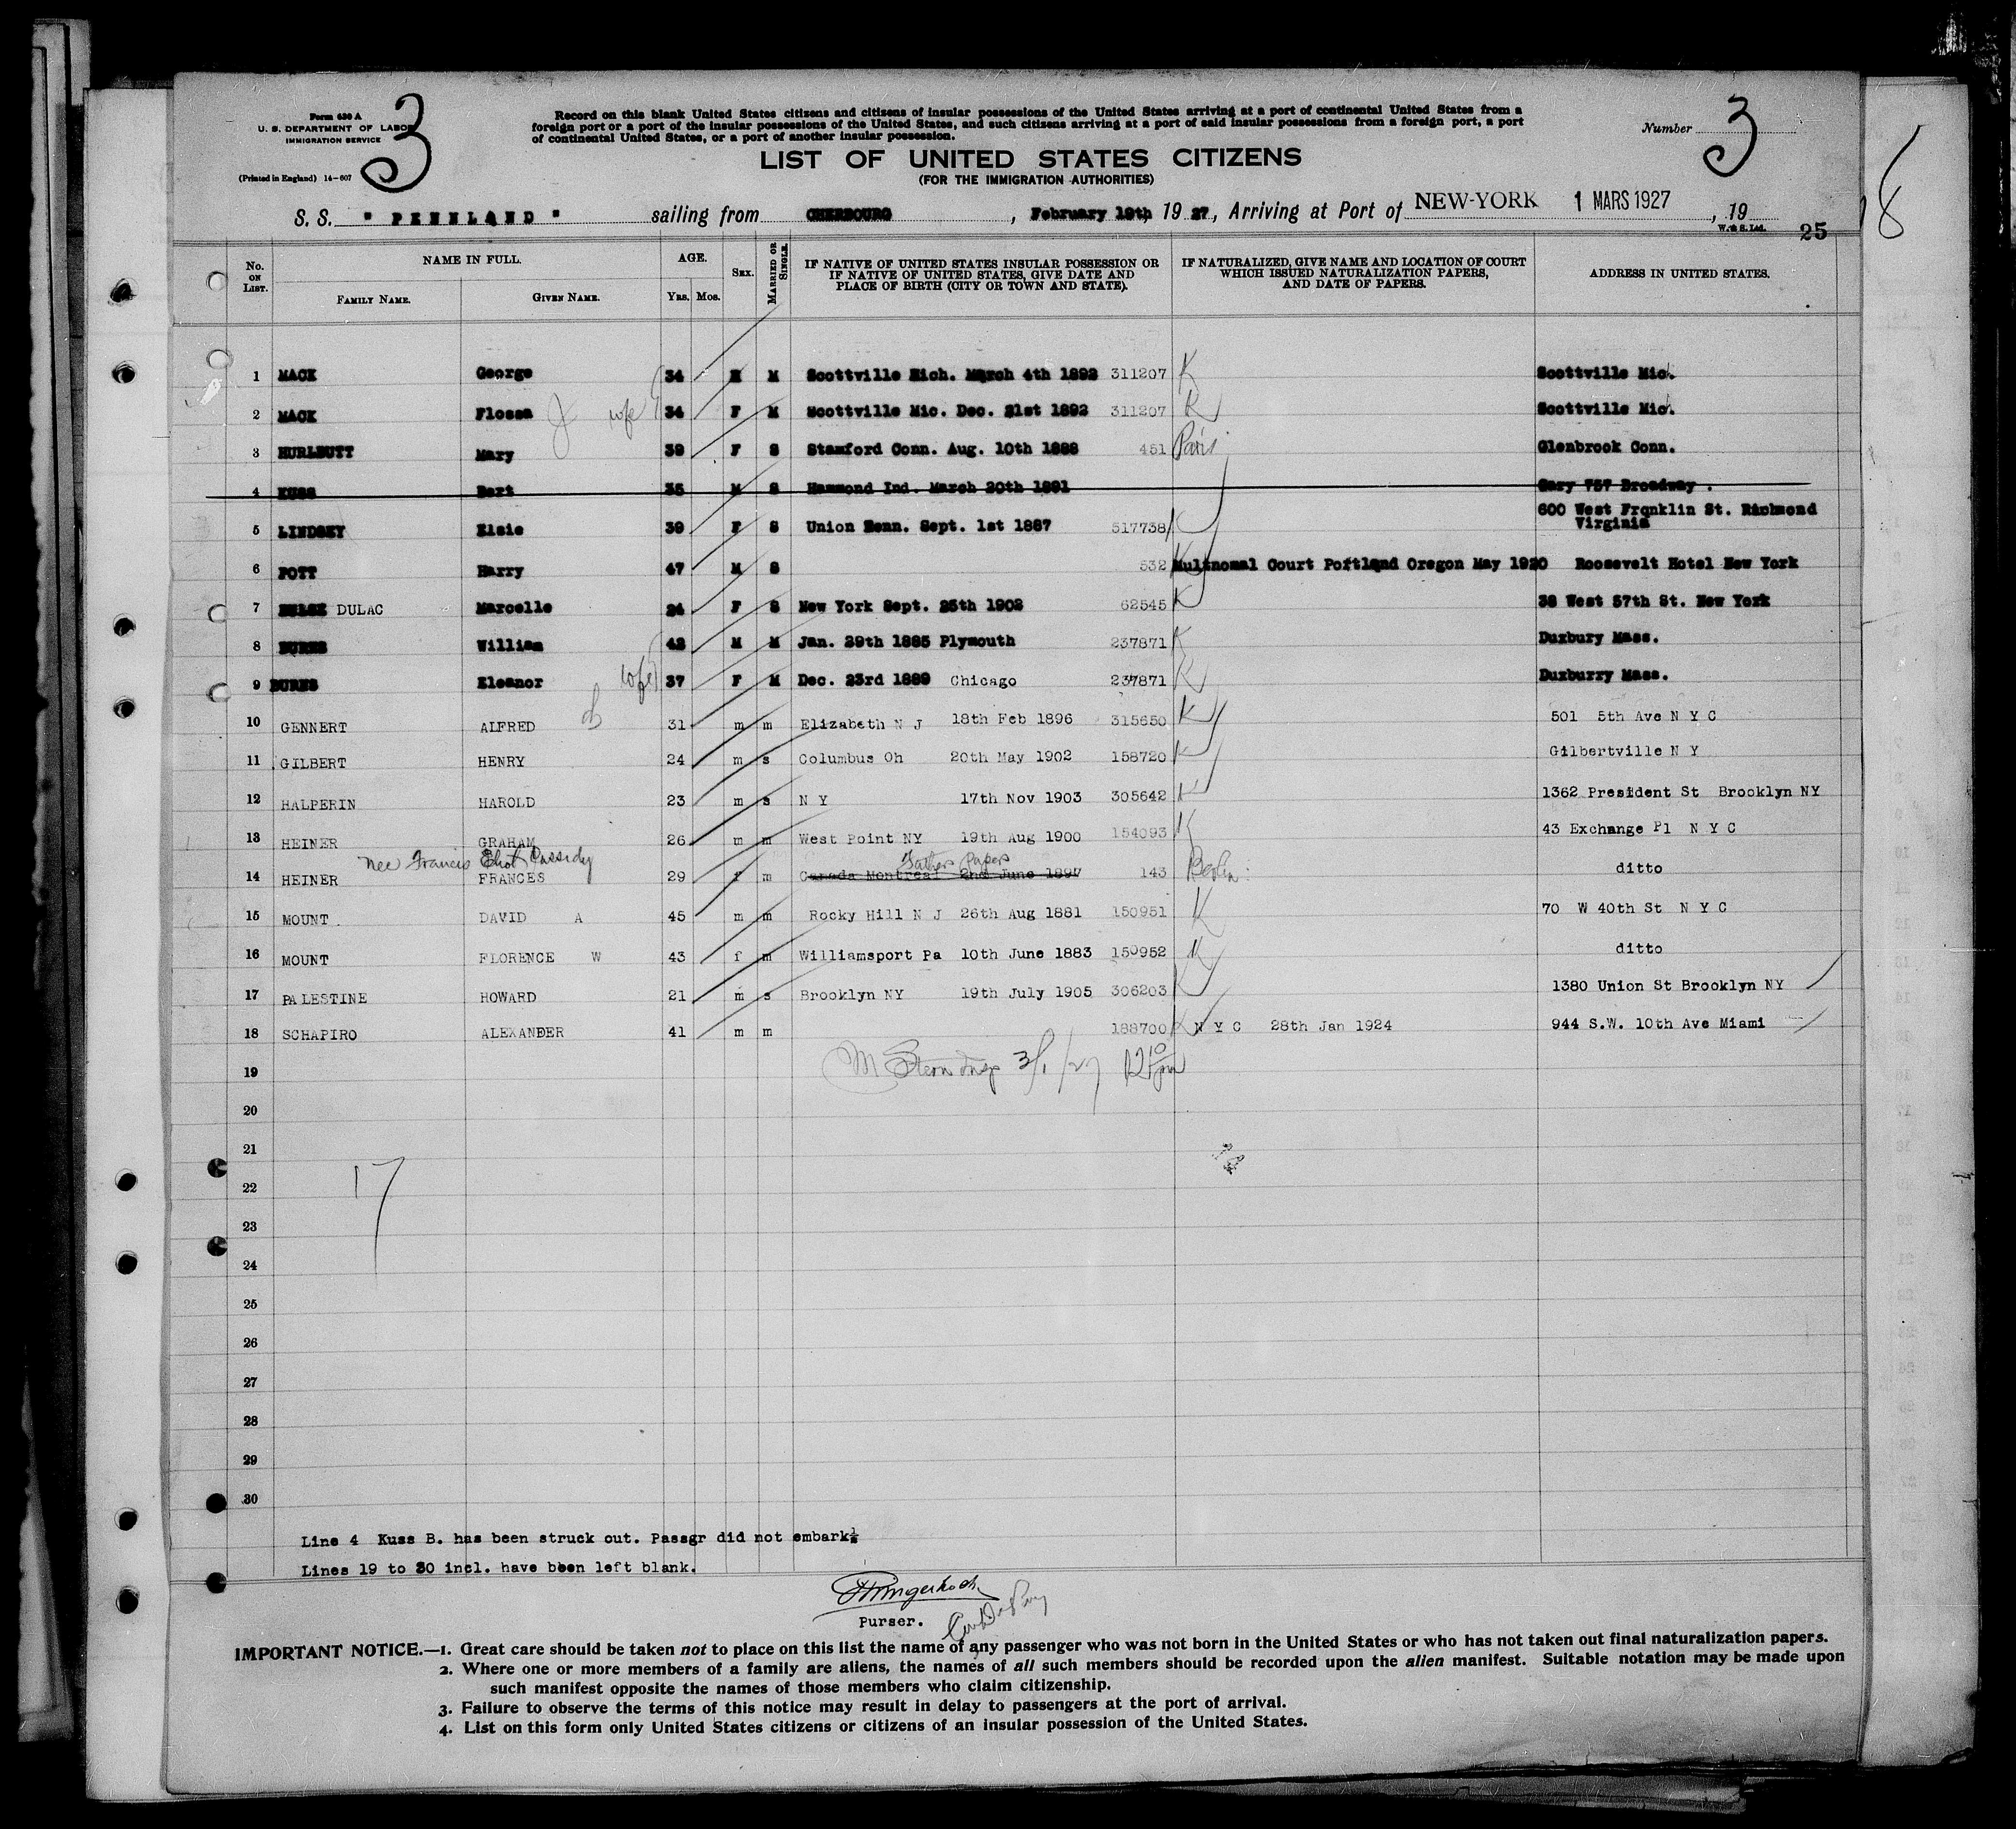 Form 630 A
U. S. DEPARTMENT OF LABOR
IMMIGRATION SERVICE
(Printed in England) 14—607
3
Record on this blank United States citizens and citizens of insular possessions of the United States arriving at a port of continental United States from a
foreign port or a port of the insular possessions of the United States, and such citizens arriving at a port of said insular possessions from a foreign port, a port
of continental United States, or a port of another insular possession.
LIST OF UNITED STATES CITIZENS
(FOR THE IMMIGRATION AUTHORITIES)
Number 3
S. S. " PENNLAND " sailing from CHERBOURG, February 19th, 19 27, Arriving at Port of NEW-YORK 1 MARS 1927, 19
W. & S. Ltd.
25
18
No. ON LIST. NAME IN FULL. FAMILY NAME. GIVEN NAME. AGE. YRS. MOS. SEX. MARRIED OR SINGLE. IF NATIVE OF UNITED STATES INSULAR POSSESSION OR IF NATIVE OF UNITED STATES, GIVE DATE AND PLACE OF BIRTH (CITY OR TOWN AND STATE). IF NATURALIZED, GIVE NAME AND LOCATION OF COURT WHICH ISSUED NATURALIZATION PAPERS, AND DATE OF PAPERS. ADDRESS IN UNITED STATES.
1 MACK George 34 M M Scottville Mich. March 4th 1892 311207 K Scottville Mic.
2 MACK Flossa wife 34 F M Scottville Mic. Dec. 21st 1892 311207 K Scottville Mic.
3 HURLBUTT Mary 39 F S Stamford Conn. Aug. 10th 1888 451 Paris Glenbrook Conn.
4 KUSS Bert 35 M S Hammond Ind. March 20th 1891 Gary 757 Broadway .
5 LINDSEY Elsie 39 F S Union Tenn. Sept. 1st 1887 517738 K 600 West Franklin St. Richmond Virginia
6 POTT Harry 47 M S 532 Multnomal Court Portland Oregon May 1920 Roosevelt Hotel New York
7 DULAC Marcelle 24 F S New York Sept. 25th 1902 62545 K 38 West 57th St. New York
8 BURNS William 42 M M Jan. 29th 1885 Plymouth 237871 K Duxbury Mass.
9 BURNS Eleanor wife 37 F M Dec. 23rd 1889 Chicago 237871 K Duxburry Mass.
10 GENNERT ALFRED 31 m m Elizabeth N J 18th Feb 1896 315650 K 501 5th Ave N Y C
11 GILBERT HENRY 24 m s Columbus Oh 20th May 1902 158720 K Gilbertville N Y
12 HALPERIN HAROLD 23 m s N Y 17th Nov 1903 305642 K 1362 President St Brooklyn NY
13 HEINER GRAHAM 26 m m West Point NY 19th Aug 1900 154093 K 43 Exchange Pl N Y C
nee Francis Eliot Cassidy Fathers Papers
14 HEINER FRANCES 29 f m Canada Montreal 2nd June 1897 143 Berlin ditto
15 MOUNT DAVID A 45 m m Rocky Hill N J 26th Aug 1881 150951 K 70 W 40th St N Y C
16 MOUNT FLORENCE W 43 f m Williamsport Pa 10th June 1883 150952 K ditto
17 PALESTINE HOWARD 21 m s Brooklyn NY 19th July 1905 306203 K 1380 Union St Brooklyn NY
18 SCHAPIRO ALEXANDER 41 m m 188700 K N Y C 28th Jan 1924 944 S.W. 10th Ave Miami
19 M Stern Insp 3/1/27 12 10 pm
20
21
22 17
23
24
25
26
27
28
29
30
Line 4 Kuss B. has been struck out. Passgr did not embark.
Lines 19 to 30 incl. have been left blank.
Purser.
IMPORTANT NOTICE.—1. Great care should be taken not to place on this list the name of any passenger who was not born in the United States or who has not taken out final naturalization papers.
2. Where one or more members of a family are aliens, the names of all such members should be recorded upon the alien manifest. Suitable notation may be made upon
such manifest opposite the names of those members who claim citizenship.
3. Failure to observe the terms of this notice may result in delay to passengers at the port of arrival.
4. List on this form only United States citizens or citizens of an insular possession of the United States.